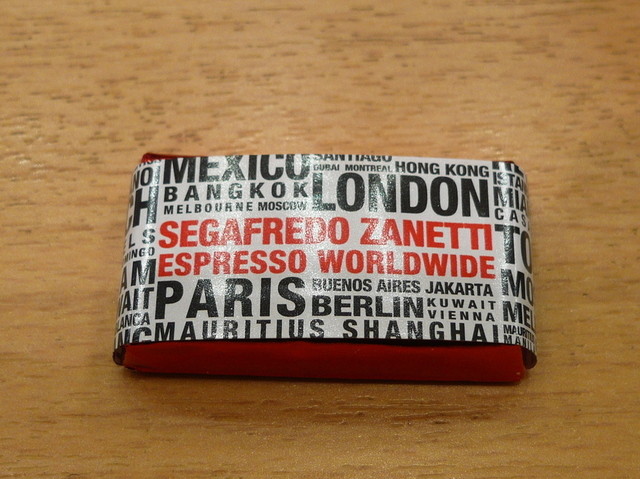 MEXICO SANTIAGO
DUBAI MONTREAL HONG KONG
BANGKOK LONDON
MELBOURNE MOSCOW
SEGAFREDO ZANETTI
ESPRESSO WORLDWIDE
PARIS BUENOS AIRES JAKARTA
BERLIN KUWAIT
VIENNA
MAURITIUS SHANGHAI